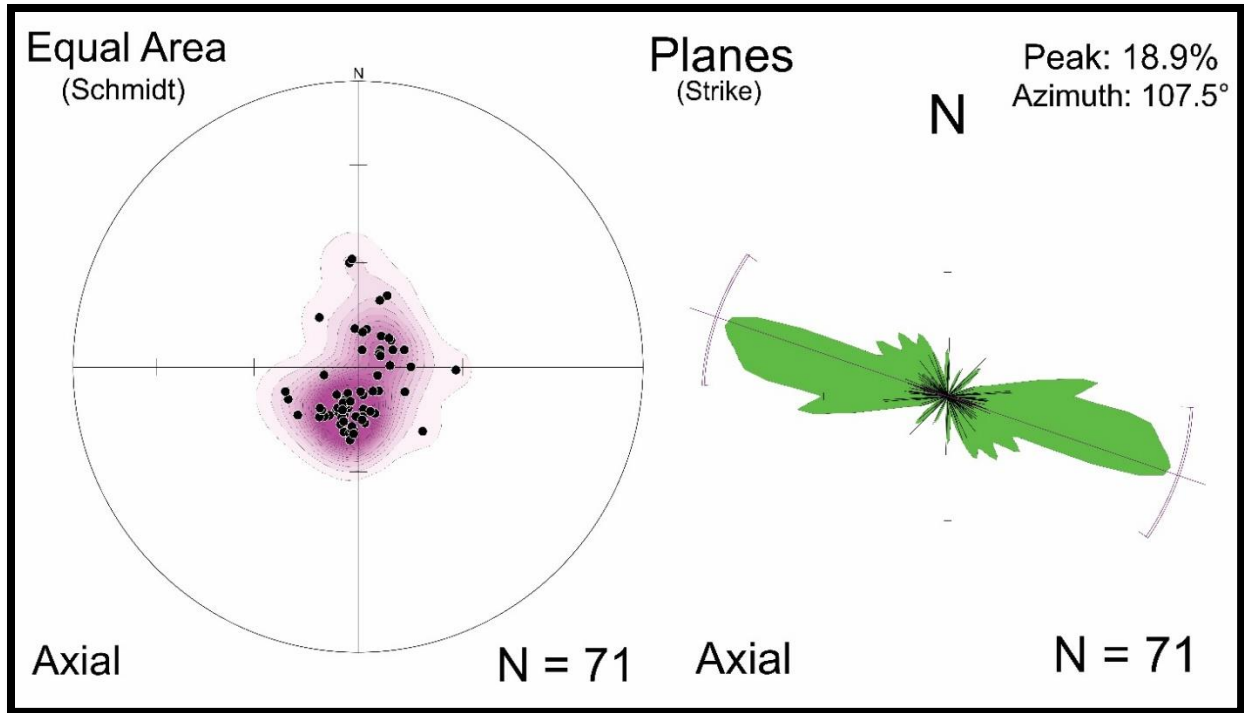 Equal Area
(Schmidt)
N
Axial
N = 71
Planes
(Strike)
Peak: 18.9%
Azimuth: 107.5°
N
Axial
N = 71